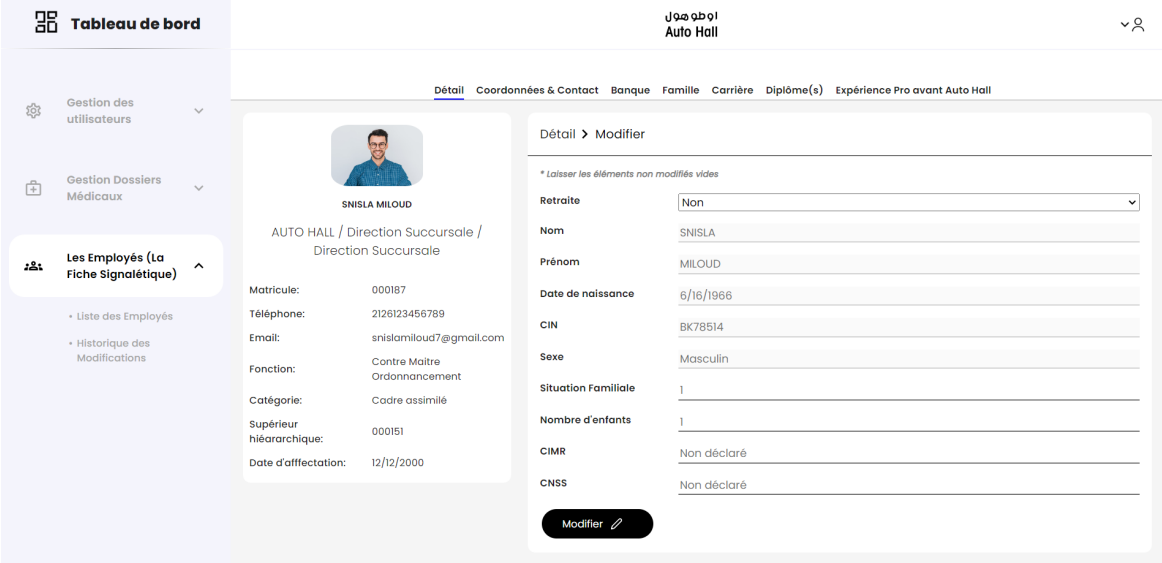 Tableau de bord
اوطو هول
Auto Hall
Gestion des
utilisateurs
Gestion Dossiers
Médicaux
Les Employés (La
Fiche Signalétique)
• Liste des Employés
• Historique des
Modifications
Détail Coordonnées & Contact Banque Famille Carrière Diplôme(s) Expérience Pro avant Auto Hall
SNISLA MILOUD
AUTO HALL / Direction Succursale /
Direction Succursale
Matricule: 000187
Téléphone: 2126123456789
Email: snislamiloud7@gmail.com
Fonction: Contre Maitre
Ordonnancement
Catégorie: Cadre assimilé
Supérieur
hiéararchique: 000151
Date d'afffectation: 12/12/2000
Détail > Modifier
* Laisser les éléments non modifiés vides
Retraite Non
Nom SNISLA
Prénom MILOUD
Date de naissance 6/16/1966
CIN BK78514
Sexe Masculin
Situation Familiale 1
Nombre d'enfants 1
CIMR Non déclaré
CNSS Non déclaré
Modifier